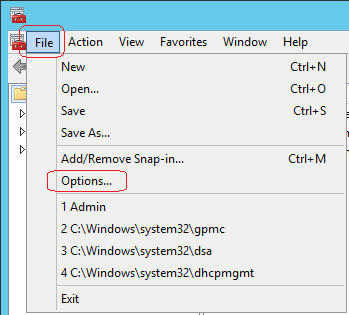 File Action View Favorites Window Help
New Ctrl+N
Open... Ctrl+O
Save Ctrl+S
Save As...
Add/Remove Snap-in... Ctrl+M
Options...
1 Admin
2 C:\Windows\system32\gpmc
3 C:\Windows\system32\dsa
4 C:\Windows\system32\dhcpmgmt
Exit